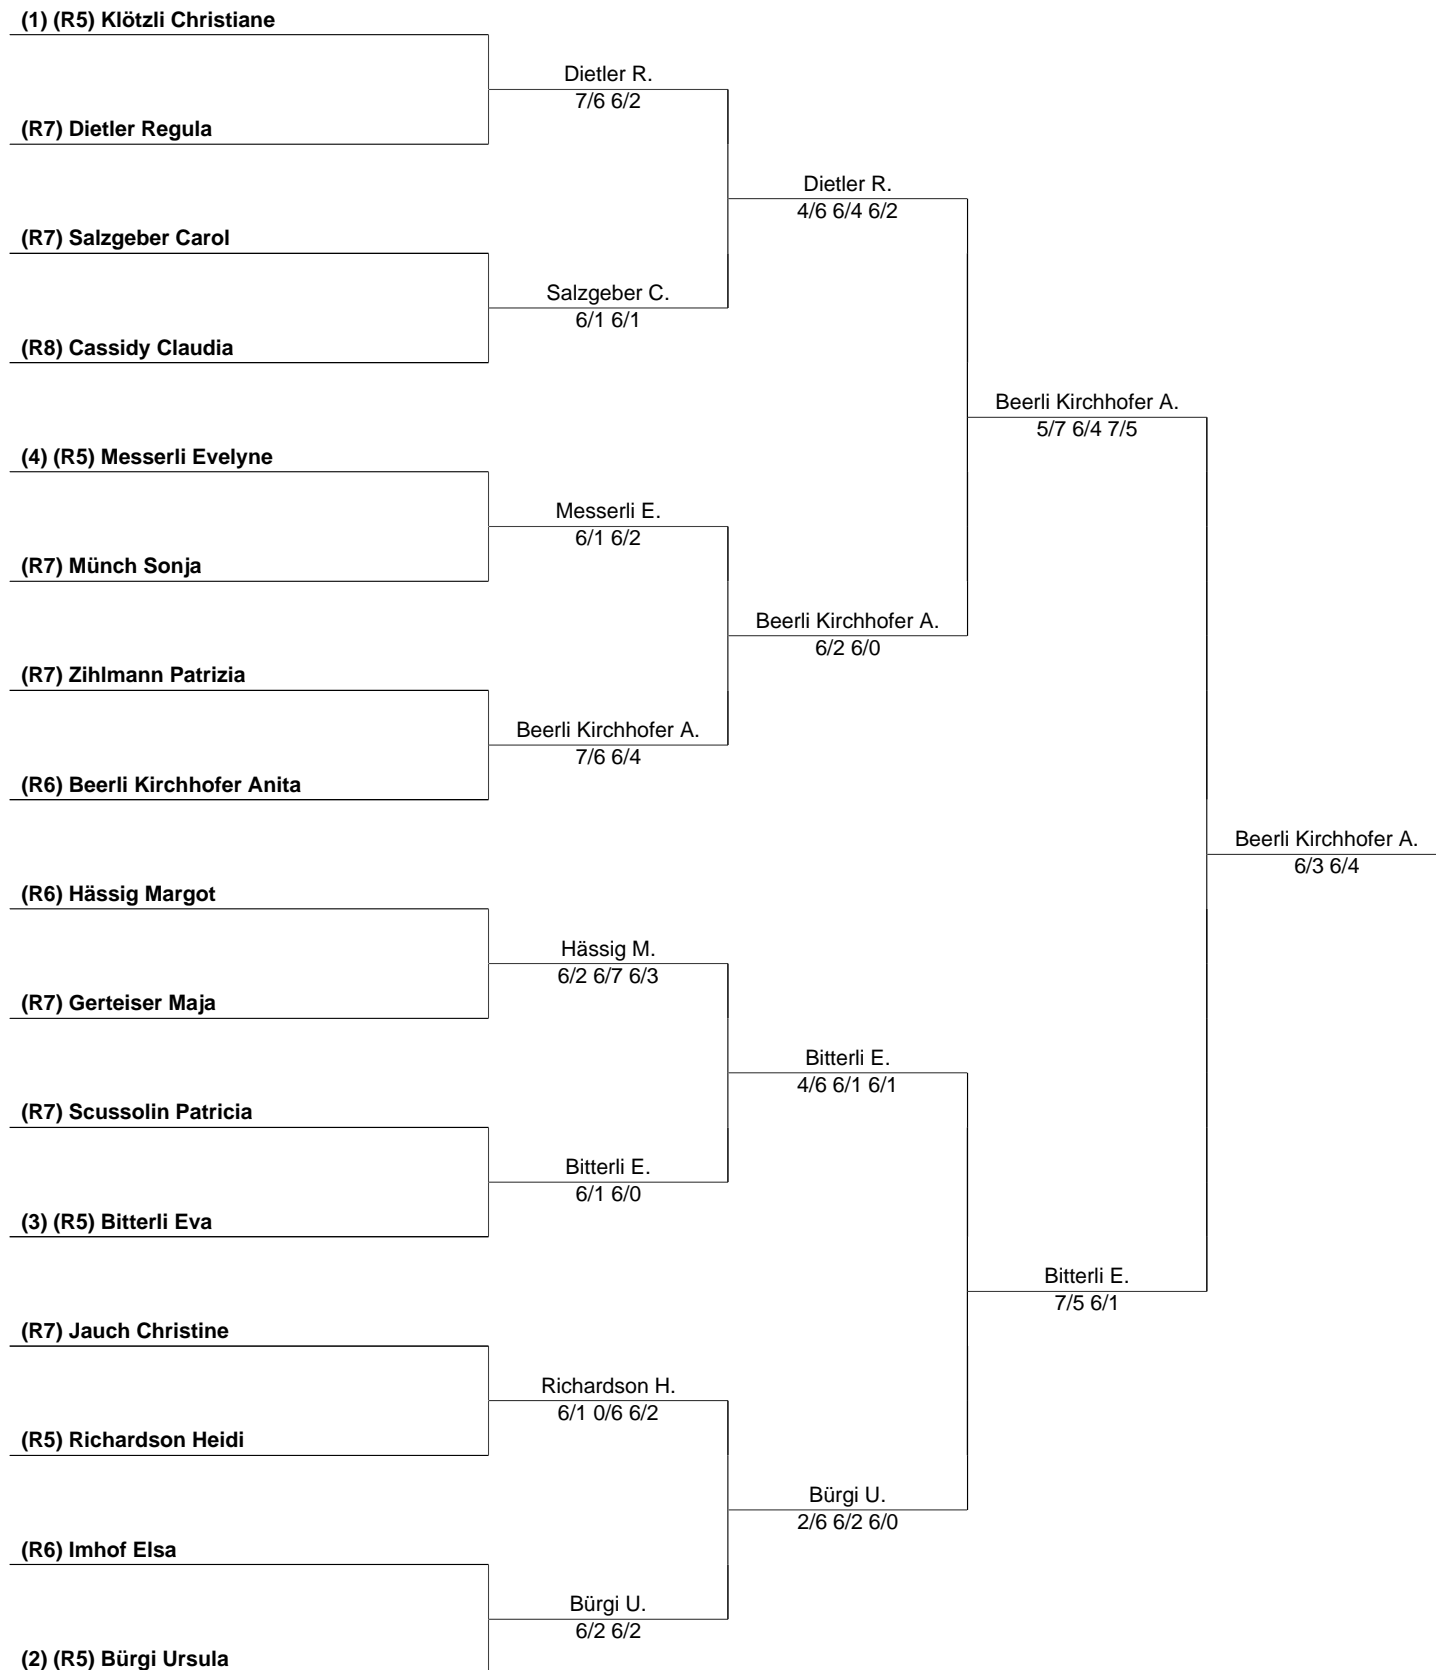 (1) (R5) Klötzli Christiane
Dietler R.
7/6 6/2
(R7) Dietler Regula
Dietler R.
4/6 6/4 6/2
(R7) Salzgeber Carol
Salzgeber C.
6/1 6/1
(R8) Cassidy Claudia
Beerli Kirchhofer A.
5/7 6/4 7/5
(4) (R5) Messerli Evelyne
Messerli E.
6/1 6/2
(R7) Münch Sonja
Beerli Kirchhofer A.
6/2 6/0
(R7) Zihlmann Patrizia
Beerli Kirchhofer A.
7/6 6/4
(R6) Beerli Kirchhofer Anita
Beerli Kirchhofer A.
6/3 6/4
(R6) Hässig Margot
Hässig M.
6/2 6/7 6/3
(R7) Gerteiser Maja
Bitterli E.
4/6 6/1 6/1
(R7) Scussolin Patricia
Bitterli E.
6/1 6/0
(3) (R5) Bitterli Eva
Bitterli E.
7/5 6/1
(R7) Jauch Christine
Richardson H.
6/1 0/6 6/2
(R5) Richardson Heidi
Bürgi U.
2/6 6/2 6/0
(R6) Imhof Elsa
Bürgi U.
6/2 6/2
(2) (R5) Bürgi Ursula